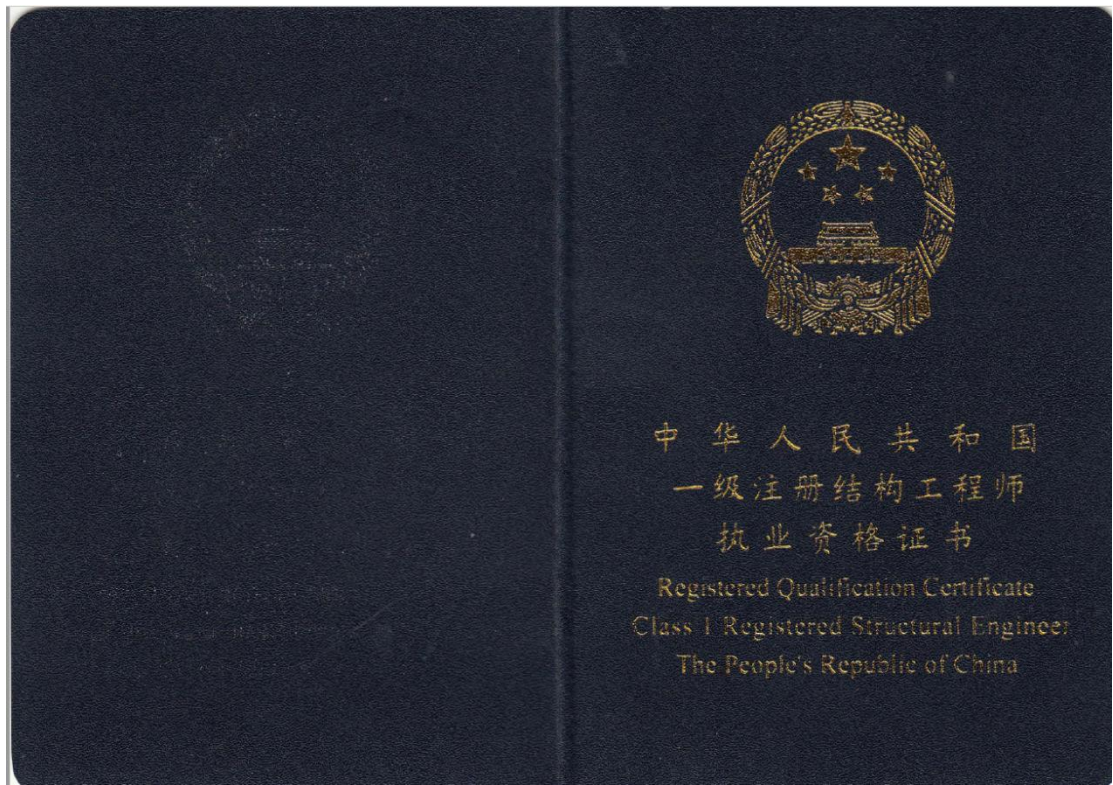 中华人民共和国
一级注册结构工程师
执业资格证书
Registered Qualification Certificate
Class 1 Registered Structural Engineer
The People's Republic of China